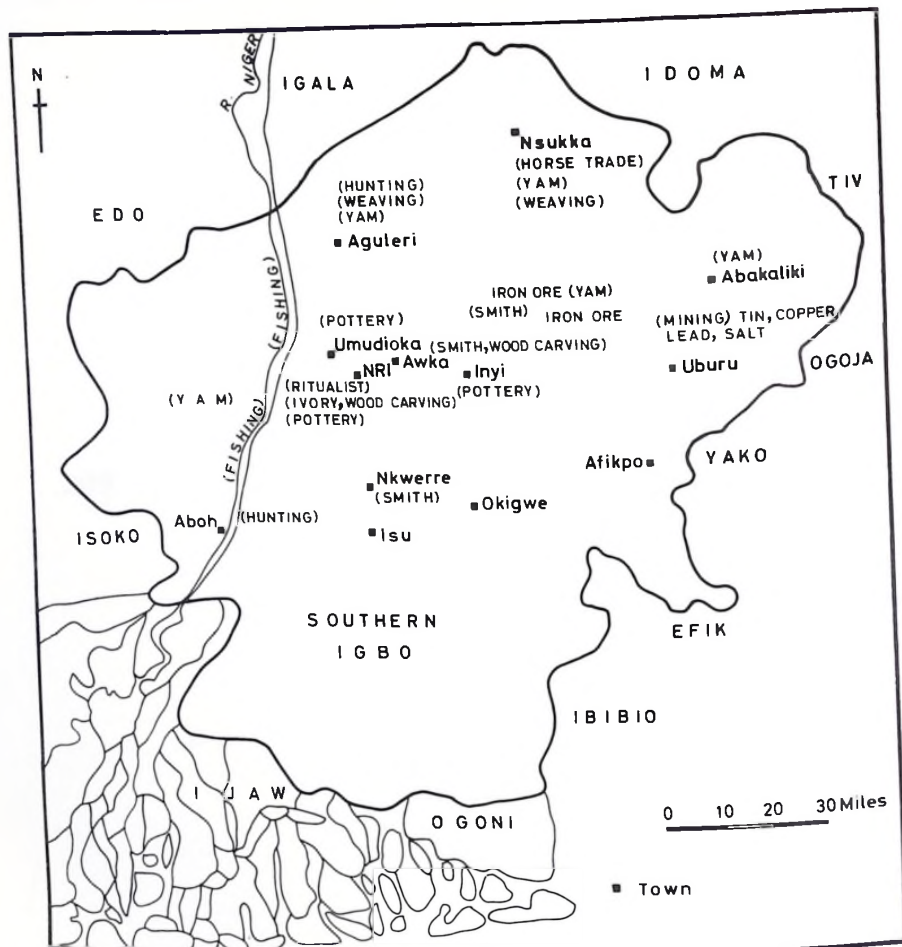 N
R. NIGER
IGALA
IDOMA
Nsukka
(HORSE TRADE)
(YAM)
(WEAVING)
TIV
(HUNTING)
(WEAVING)
(YAM)
EDO
Aguleri
(YAM)
Abakaliki
(FISHING)
IRON ORE (YAM)
(SMITH) IRON ORE
(MINING) TIN, COPPER,
LEAD, SALT
(POTTERY)
Umudioka (SMITH, WOOD CARVING)
Awka
NRI
Inyi
Uburu
OGOJA
(RITUALIST)
(IVORY, WOOD CARVING)
(POTTERY)
(POTTERY)
(YAM)
(FISHING)
Afikpo
YAKO
Nkwerre
(SMITH)
Okigwe
Aboh
(HUNTING)
ISOKO
Isu
SOUTHERN
IGBO
EFIK
IBIBIO
IJAW
OGONI
0 10 20 30 Miles
Town